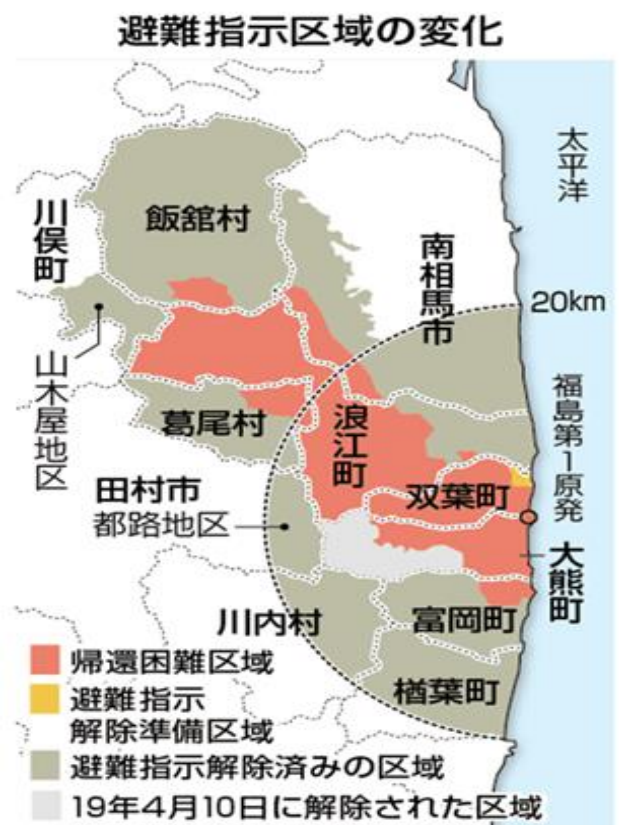 避難指示区域の変化
太平洋
川俣町
飯舘村
南相馬市
20km
山木屋地区
葛尾村
浪江町
福島第1原発
田村市
都路地区
双葉町
大熊町
川内村
富岡町
楢葉町
帰還困難区域
避難指示
解除準備区域
避難指示解除済みの区域
19年4月10日に解除された区域